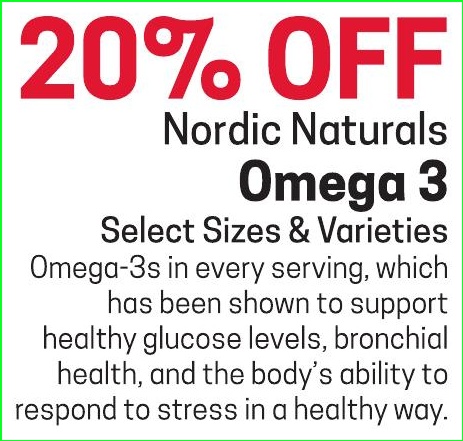 20% OFF
Nordic Naturals
Omega 3
Select Sizes & Varieties
Omega-3s in every serving, which
has been shown to support
healthy glucose levels, bronchial
health, and the body's ability to
respond to stress in a healthy way.